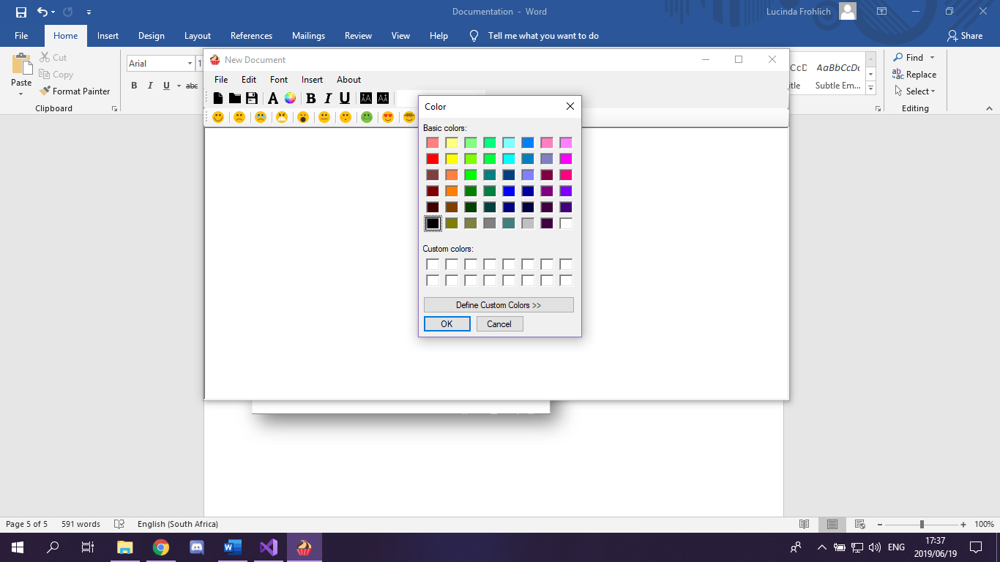 Documentation - Word
Lucinda Frohlich
File Home Insert Design Layout References Mailings Review View Help Tell me what you want to do Share
Paste
Cut
Copy
Format Painter
Clipboard
Arial
B I U abc
New Document
File Edit Font Insert About
A B I U AA AA
Color
Basic colors:
Custom colors:
Define Custom Colors >>
OK Cancel
AaBbCcDc
Subtle Em...
Find
Replace
Select
Editing
Page 5 of 5 591 words English (South Africa) 100%
ENG
17:37
2019/06/19